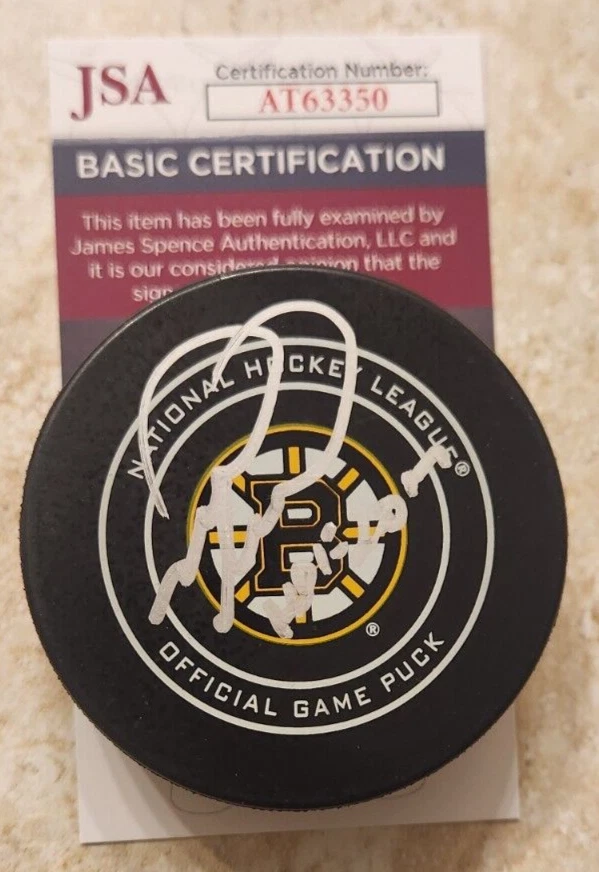 JSA
Certification Number:
AT63350
BASIC CERTIFICATION
This item has been fully examined by
James Spence Authentication, LLC and
it is our considered opinion that the
sign
NATIONAL HOCKEY LEAGUE®
B
®
OFFICIAL GAME PUCK